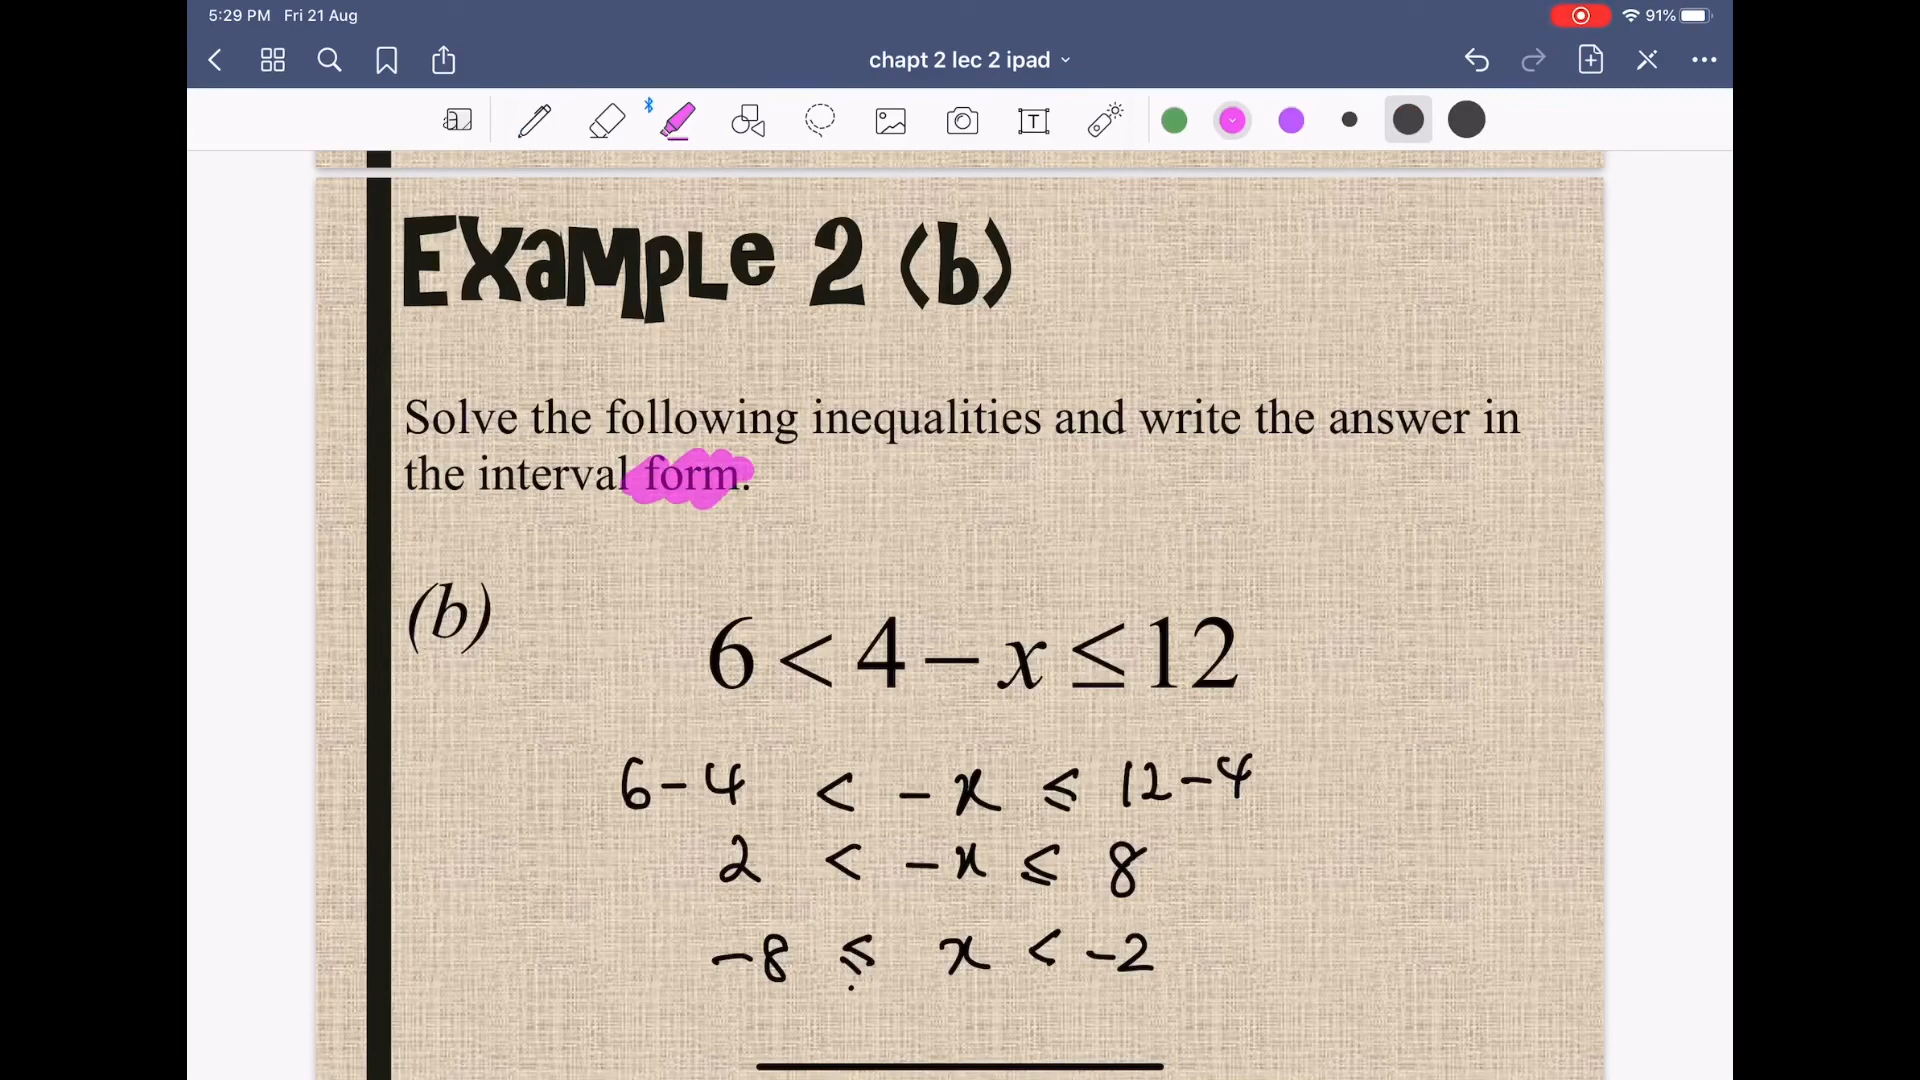 5:29 PM Fri 21 Aug
91%
chapt 2 lec 2 ipad
a
T
Example 2 (b)
Solve the following inequalities and write the answer in
the interval form.
(b)
6 < 4 − x ≤ 12
6 - 4 < - x ≤ 12 - 4
2 < - x ≤ 8
-8 ≤ x < -2